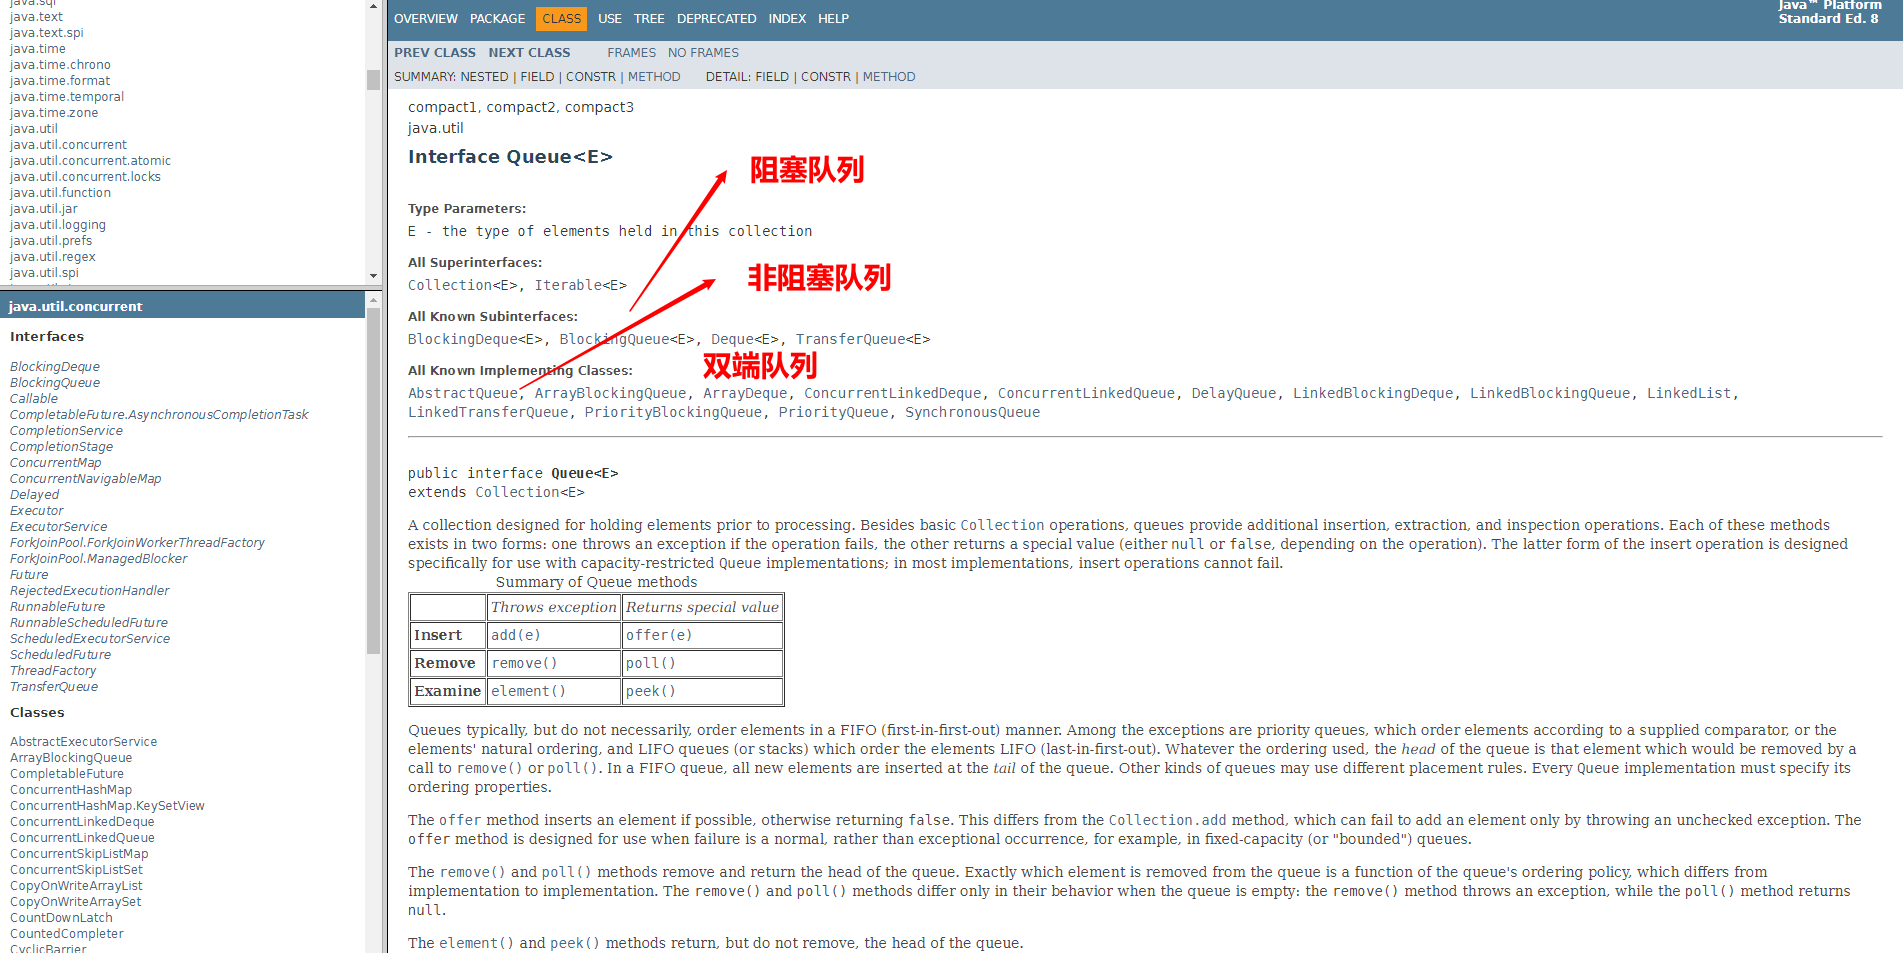 java.sql
java.text
java.text.spi
java.time
java.time.chrono
java.time.format
java.time.temporal
java.time.zone
java.util
java.util.concurrent
java.util.concurrent.atomic
java.util.concurrent.locks
java.util.function
java.util.jar
java.util.logging
java.util.prefs
java.util.regex
java.util.spi
java.util.concurrent
Interfaces
BlockingDeque
BlockingQueue
Callable
CompletableFuture.AsynchronousCompletionTask
CompletionService
CompletionStage
ConcurrentMap
ConcurrentNavigableMap
Delayed
Executor
ExecutorService
ForkJoinPool.ForkJoinWorkerThreadFactory
ForkJoinPool.ManagedBlocker
Future
RejectedExecutionHandler
RunnableFuture
RunnableScheduledFuture
ScheduledExecutorService
ScheduledFuture
ThreadFactory
TransferQueue
Classes
AbstractExecutorService
ArrayBlockingQueue
CompletableFuture
ConcurrentHashMap
ConcurrentHashMap.KeySetView
ConcurrentLinkedDeque
ConcurrentLinkedQueue
ConcurrentSkipListMap
ConcurrentSkipListSet
CopyOnWriteArrayList
CopyOnWriteArraySet
CountDownLatch
CountedCompleter
CyclicBarrier
OVERVIEW PACKAGE CLASS USE TREE DEPRECATED INDEX HELP
Java™ Platform
Standard Ed. 8
PREV CLASS NEXT CLASS FRAMES NO FRAMES
SUMMARY: NESTED | FIELD | CONSTR | METHOD DETAIL: FIELD | CONSTR | METHOD
compact1, compact2, compact3
java.util
Interface Queue<E>
阻塞队列
Type Parameters:
E - the type of elements held in this collection
All Superinterfaces:
Collection<E>, Iterable<E>
非阻塞队列
All Known Subinterfaces:
BlockingDeque<E>, BlockingQueue<E>, Deque<E>, TransferQueue<E>
双端队列
All Known Implementing Classes:
AbstractQueue, ArrayBlockingQueue, ArrayDeque, ConcurrentLinkedDeque, ConcurrentLinkedQueue, DelayQueue, LinkedBlockingDeque, LinkedBlockingQueue, LinkedList,
LinkedTransferQueue, PriorityBlockingQueue, PriorityQueue, SynchronousQueue
public interface Queue<E>
extends Collection<E>
A collection designed for holding elements prior to processing. Besides basic Collection operations, queues provide additional insertion, extraction, and inspection operations. Each of these methods
exists in two forms: one throws an exception if the operation fails, the other returns a special value (either null or false, depending on the operation). The latter form of the insert operation is designed
specifically for use with capacity-restricted Queue implementations; in most implementations, insert operations cannot fail.
Summary of Queue methods
Throws exception Returns special value
Insert add(e) offer(e)
Remove remove() poll()
Examine element() peek()
Queues typically, but do not necessarily, order elements in a FIFO (first-in-first-out) manner. Among the exceptions are priority queues, which order elements according to a supplied comparator, or the
elements' natural ordering, and LIFO queues (or stacks) which order the elements LIFO (last-in-first-out). Whatever the ordering used, the head of the queue is that element which would be removed by a
call to remove() or poll(). In a FIFO queue, all new elements are inserted at the tail of the queue. Other kinds of queues may use different placement rules. Every Queue implementation must specify its
ordering properties.
The offer method inserts an element if possible, otherwise returning false. This differs from the Collection.add method, which can fail to add an element only by throwing an unchecked exception. The
offer method is designed for use when failure is a normal, rather than exceptional occurrence, for example, in fixed-capacity (or "bounded") queues.
The remove() and poll() methods remove and return the head of the queue. Exactly which element is removed from the queue is a function of the queue's ordering policy, which differs from
implementation to implementation. The remove() and poll() methods differ only in their behavior when the queue is empty: the remove() method throws an exception, while the poll() method returns
null.
The element() and peek() methods return, but do not remove, the head of the queue.